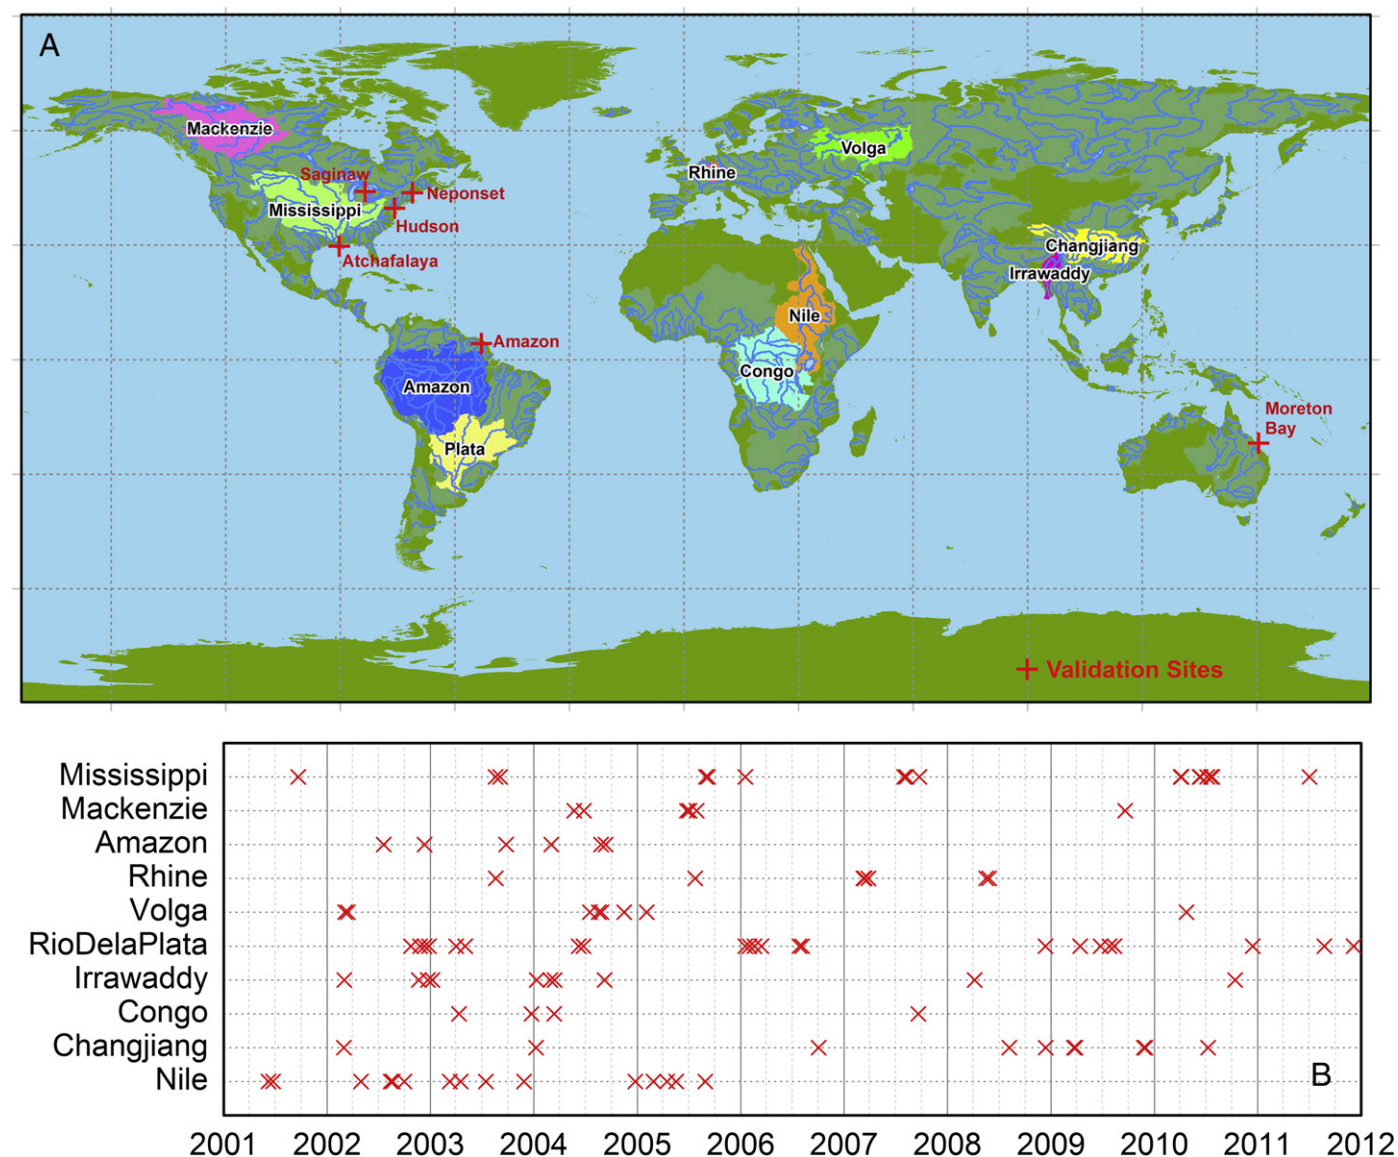 A
Mackenzie
Volga
Saginaw
Rhine
Neponset
Mississippi
Hudson
Changjiang
Atchafalaya
Irrawaddy
Nile
Amazon
Congo
Amazon
Moreton
Bay
Plata
Validation Sites
Mississippi
Mackenzie
Amazon
Rhine
Volga
RioDelaPlata
Irrawaddy
Congo
Changjiang
Nile
B
2001 2002 2003 2004 2005 2006 2007 2008 2009 2010 2011 2012